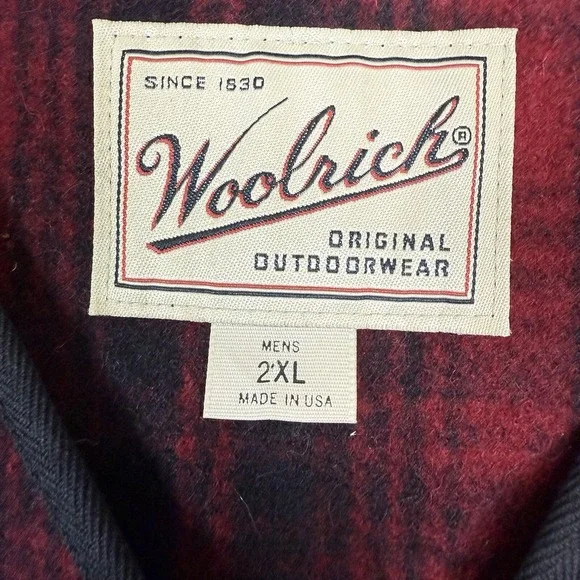 SINCE 1830
Woolrich®
ORIGINAL
OUTDOORWEAR
MENS
2XL
MADE IN USA